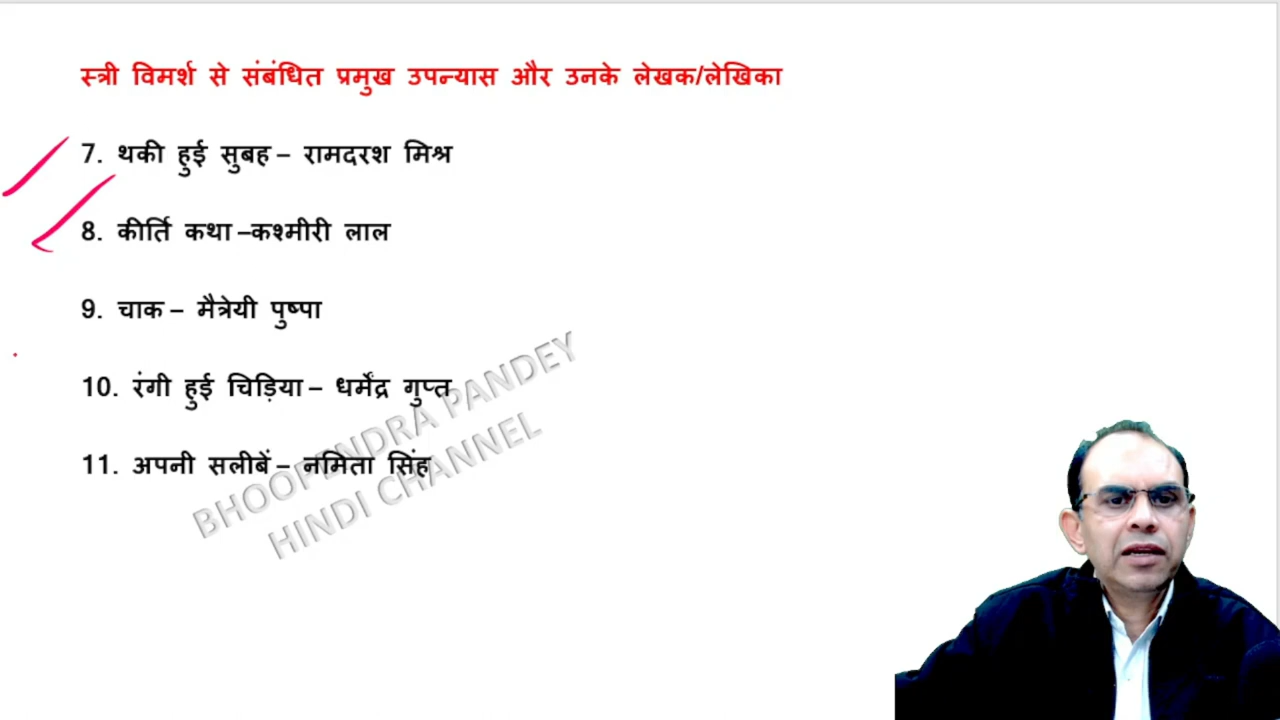 स्त्री विमर्श से संबंधित प्रमुख उपन्यास और उनके लेखक/लेखिका
7. थकी हुई सुबह – रामदरश मिश्र
8. कीर्ति कथा –कश्मीरी लाल
9. चाक – मैत्रेयी पुष्पा
10. रंगी हुई चिड़िया – धर्मेंद्र गुप्त
11. अपनी सलीबें – नमिता सिंह
BHOOPENDRA PANDEY
HINDI CHANNEL